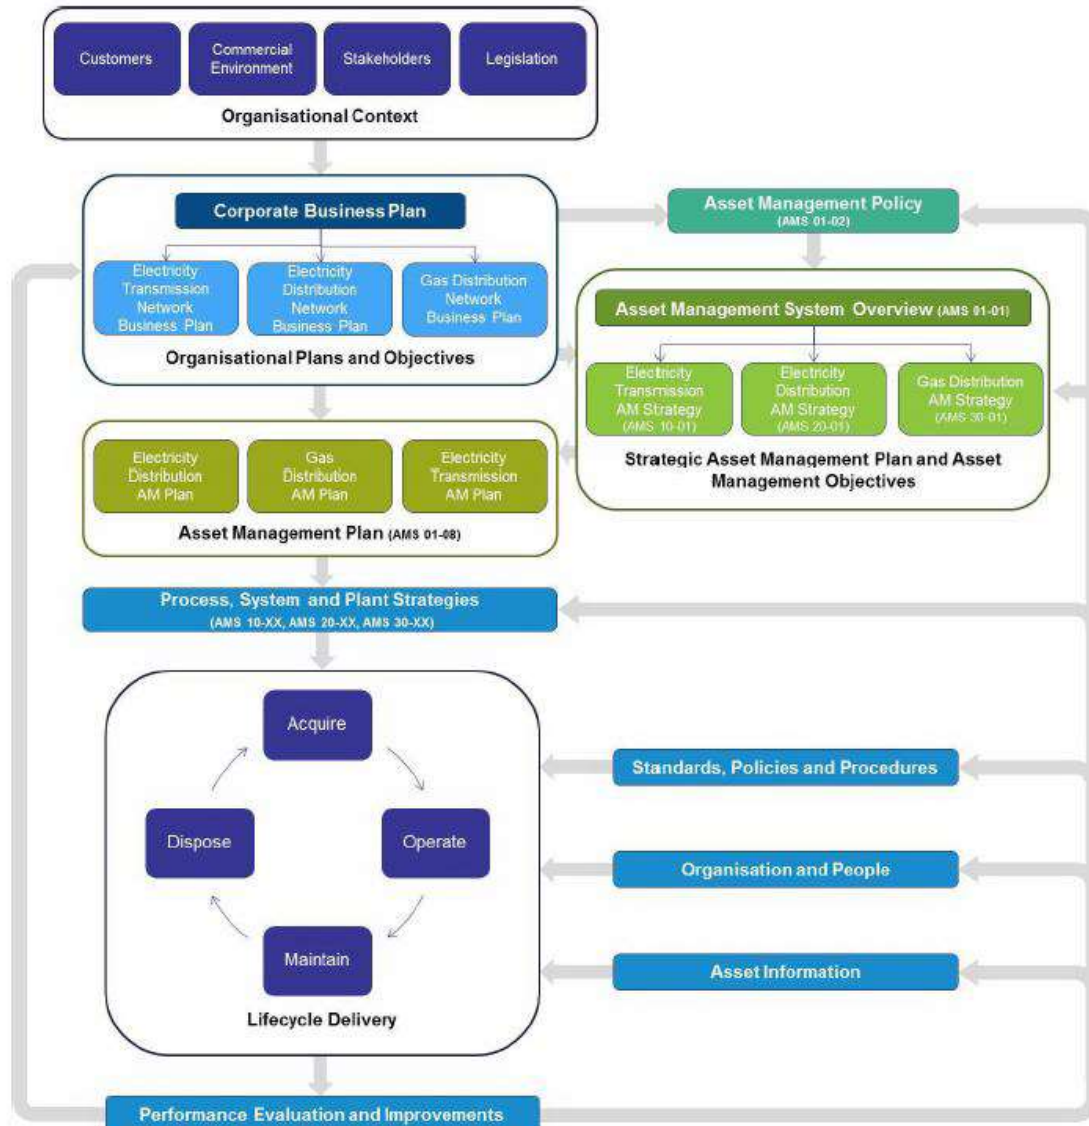 Customers
Commercial
Environment
Stakeholders
Legislation
Organisational Context
Corporate Business Plan
Electricity
Transmission
Network
Business Plan
Electricity
Distribution
Network
Business Plan
Gas Distribution
Network
Business Plan
Organisational Plans and Objectives
Asset Management Policy
(AMS 01-02)
Asset Management System Overview (AMS 01-01)
Electricity
Transmission
AM Strategy
(AMS 10-01)
Electricity
Distribution
AM Strategy
(AMS 20-01)
Gas Distribution
AM Strategy
(AMS 30-01)
Strategic Asset Management Plan and Asset
Management Objectives
Electricity
Distribution
AM Plan
Gas
Distribution
AM Plan
Electricity
Transmission
AM Plan
Asset Management Plan (AMS 01-08)
Process, System and Plant Strategies
(AMS 10-XX, AMS 20-XX, AMS 30-XX)
Acquire
Dispose
Operate
Maintain
Lifecycle Delivery
Standards, Policies and Procedures
Organisation and People
Asset Information
Performance Evaluation and Improvements